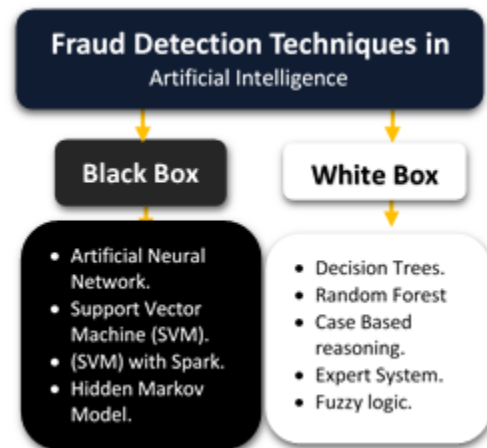 Fraud Detection Techniques in
Artificial Intelligence
Black Box
White Box
• Artificial Neural
Network.
• Support Vector
Machine (SVM).
• (SVM) with Spark.
• Hidden Markov
Model.
• Decision Trees.
• Random Forest
• Case Based
reasoning.
• Expert System.
• Fuzzy logic.